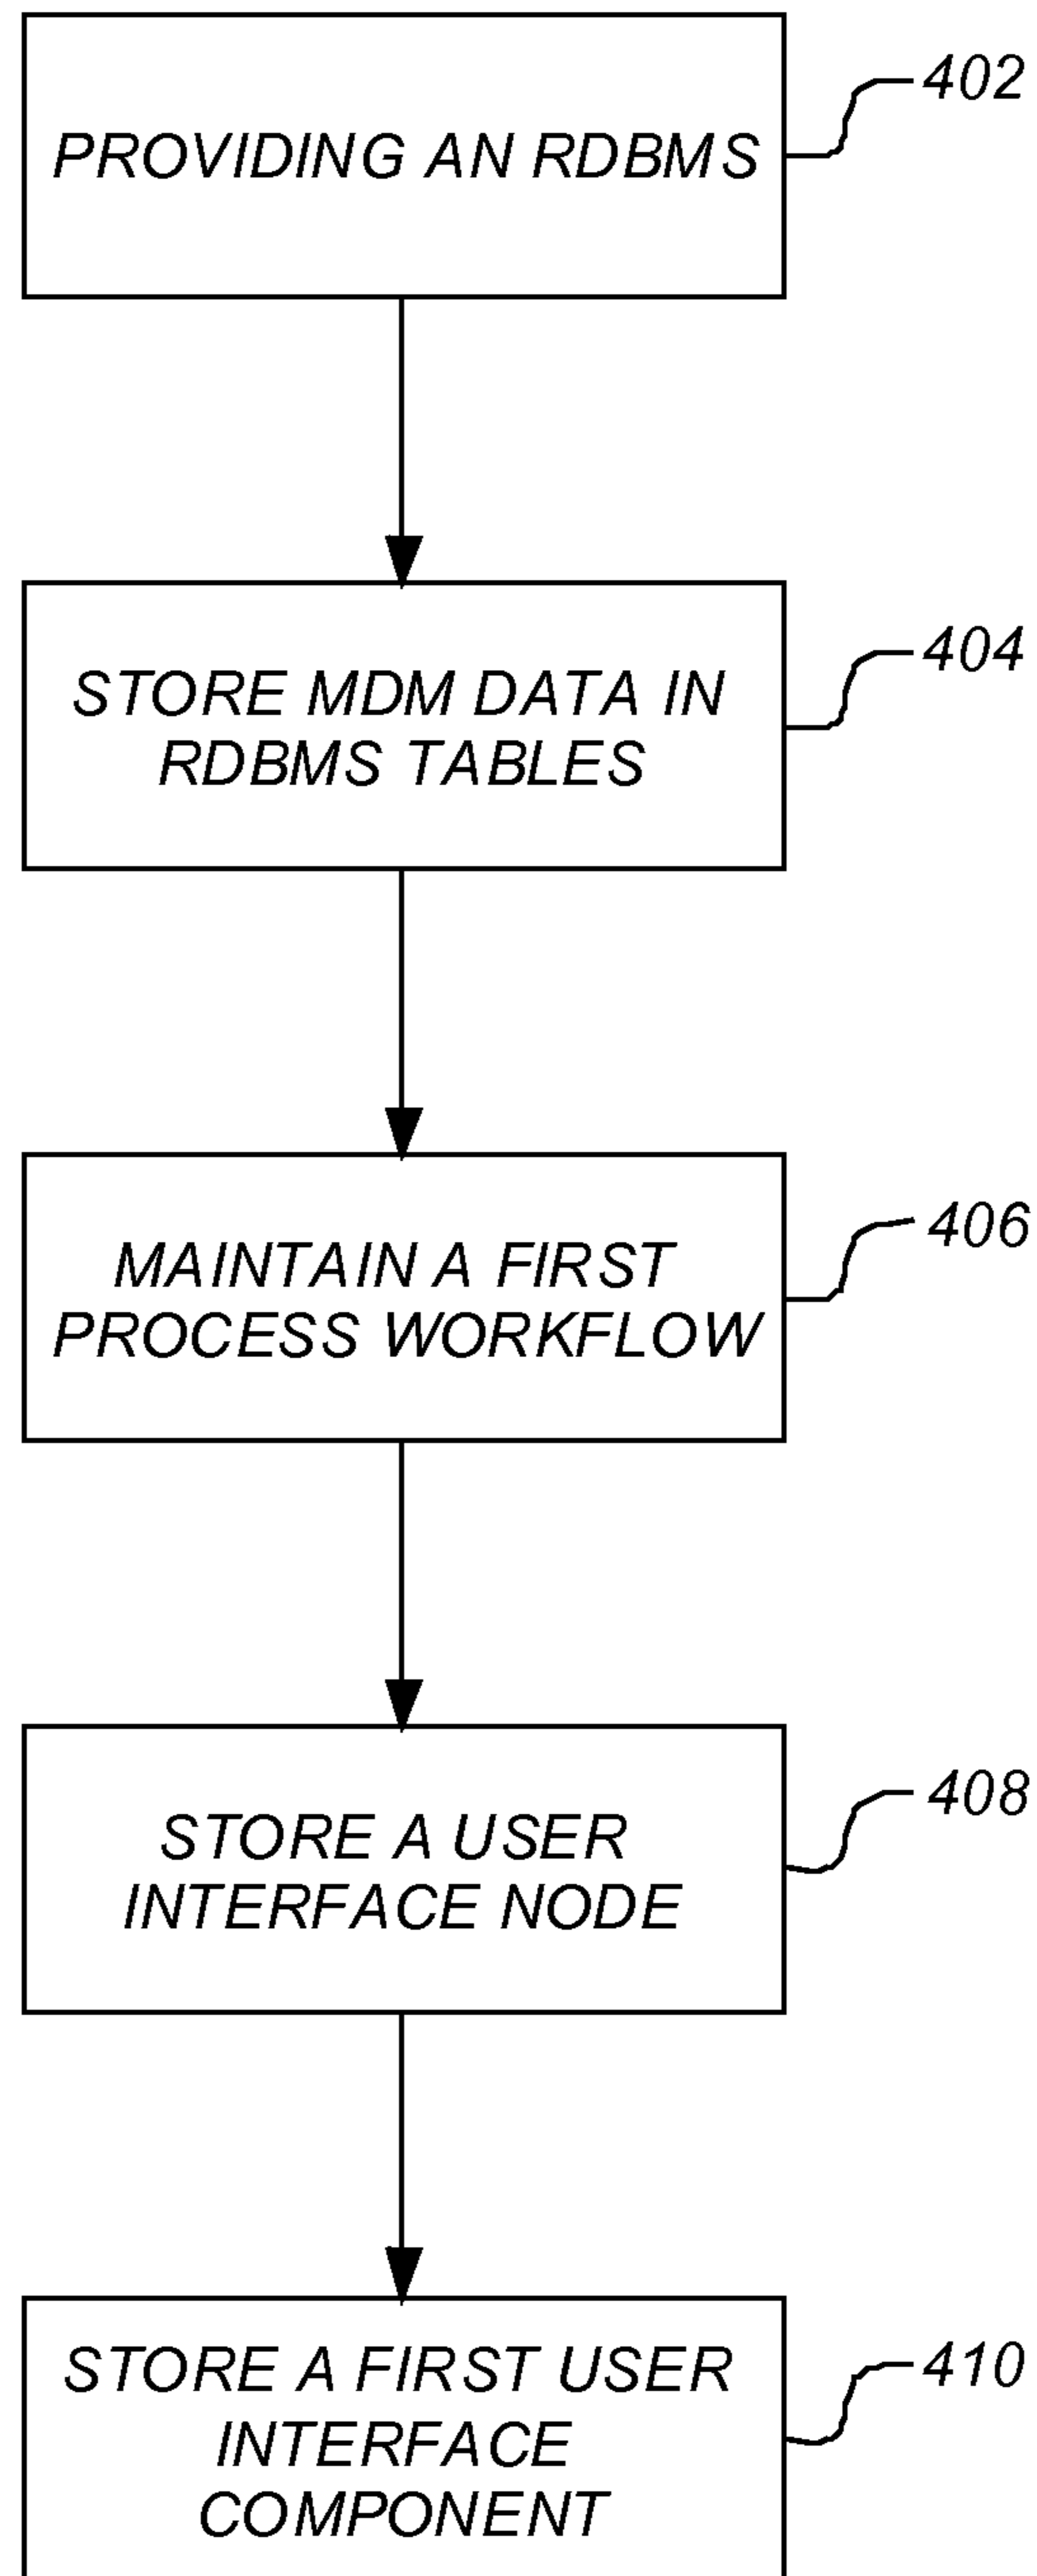 PROVIDING AN RDBMS
402
STORE MDM DATA IN
RDBMS TABLES
404
MAINTAIN A FIRST
PROCESS WORKFLOW
406
STORE A USER
INTERFACE NODE
408
STORE A FIRST USER
INTERFACE
COMPONENT
410